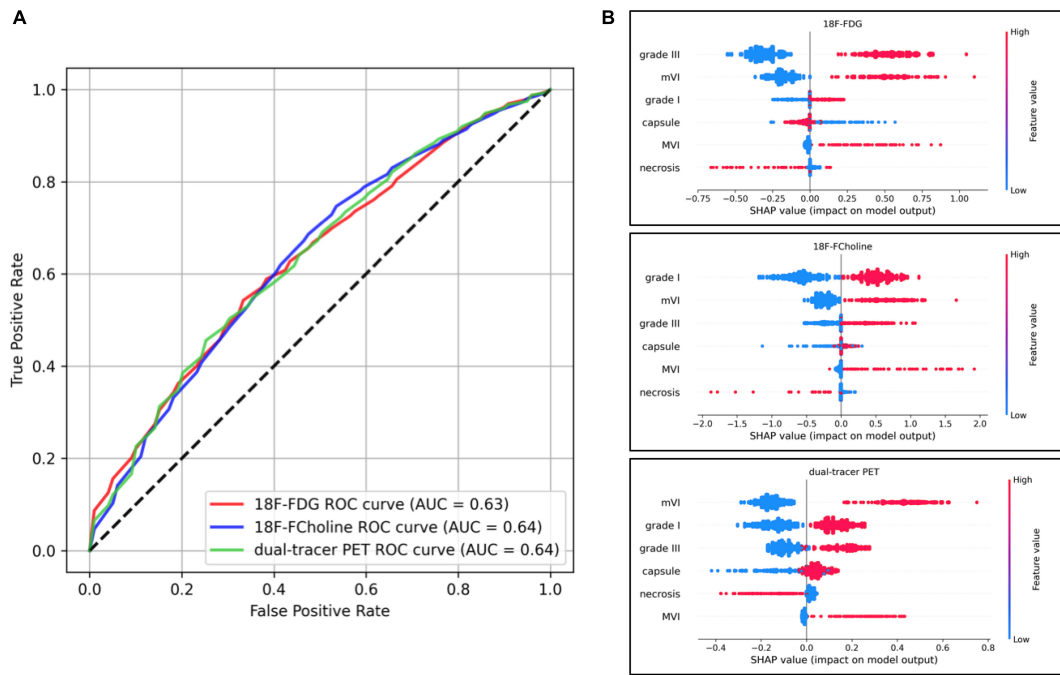 A
True Positive Rate
1.0
0.8
0.6
0.4
0.2
0.0
0.0 0.2 0.4 0.6 0.8 1.0
False Positive Rate
18F-FDG ROC curve (AUC = 0.63)
18F-FCholine ROC curve (AUC = 0.64)
dual-tracer PET ROC curve (AUC = 0.64)
B
18F-FDG
grade III
mVI
grade I
capsule
MVI
necrosis
−0.75 −0.50 −0.25 0.00 0.25 0.50 0.75 1.00
SHAP value (impact on model output)
High
Feature value
Low
18F-FCholine
grade I
mVI
grade III
capsule
MVI
necrosis
−2.0 −1.5 −1.0 −0.5 0.0 0.5 1.0 1.5 2.0
SHAP value (impact on model output)
High
Feature value
Low
dual-tracer PET
mVI
grade I
grade III
capsule
necrosis
MVI
−0.4 −0.2 0.0 0.2 0.4 0.6 0.8
SHAP value (impact on model output)
High
Feature value
Low